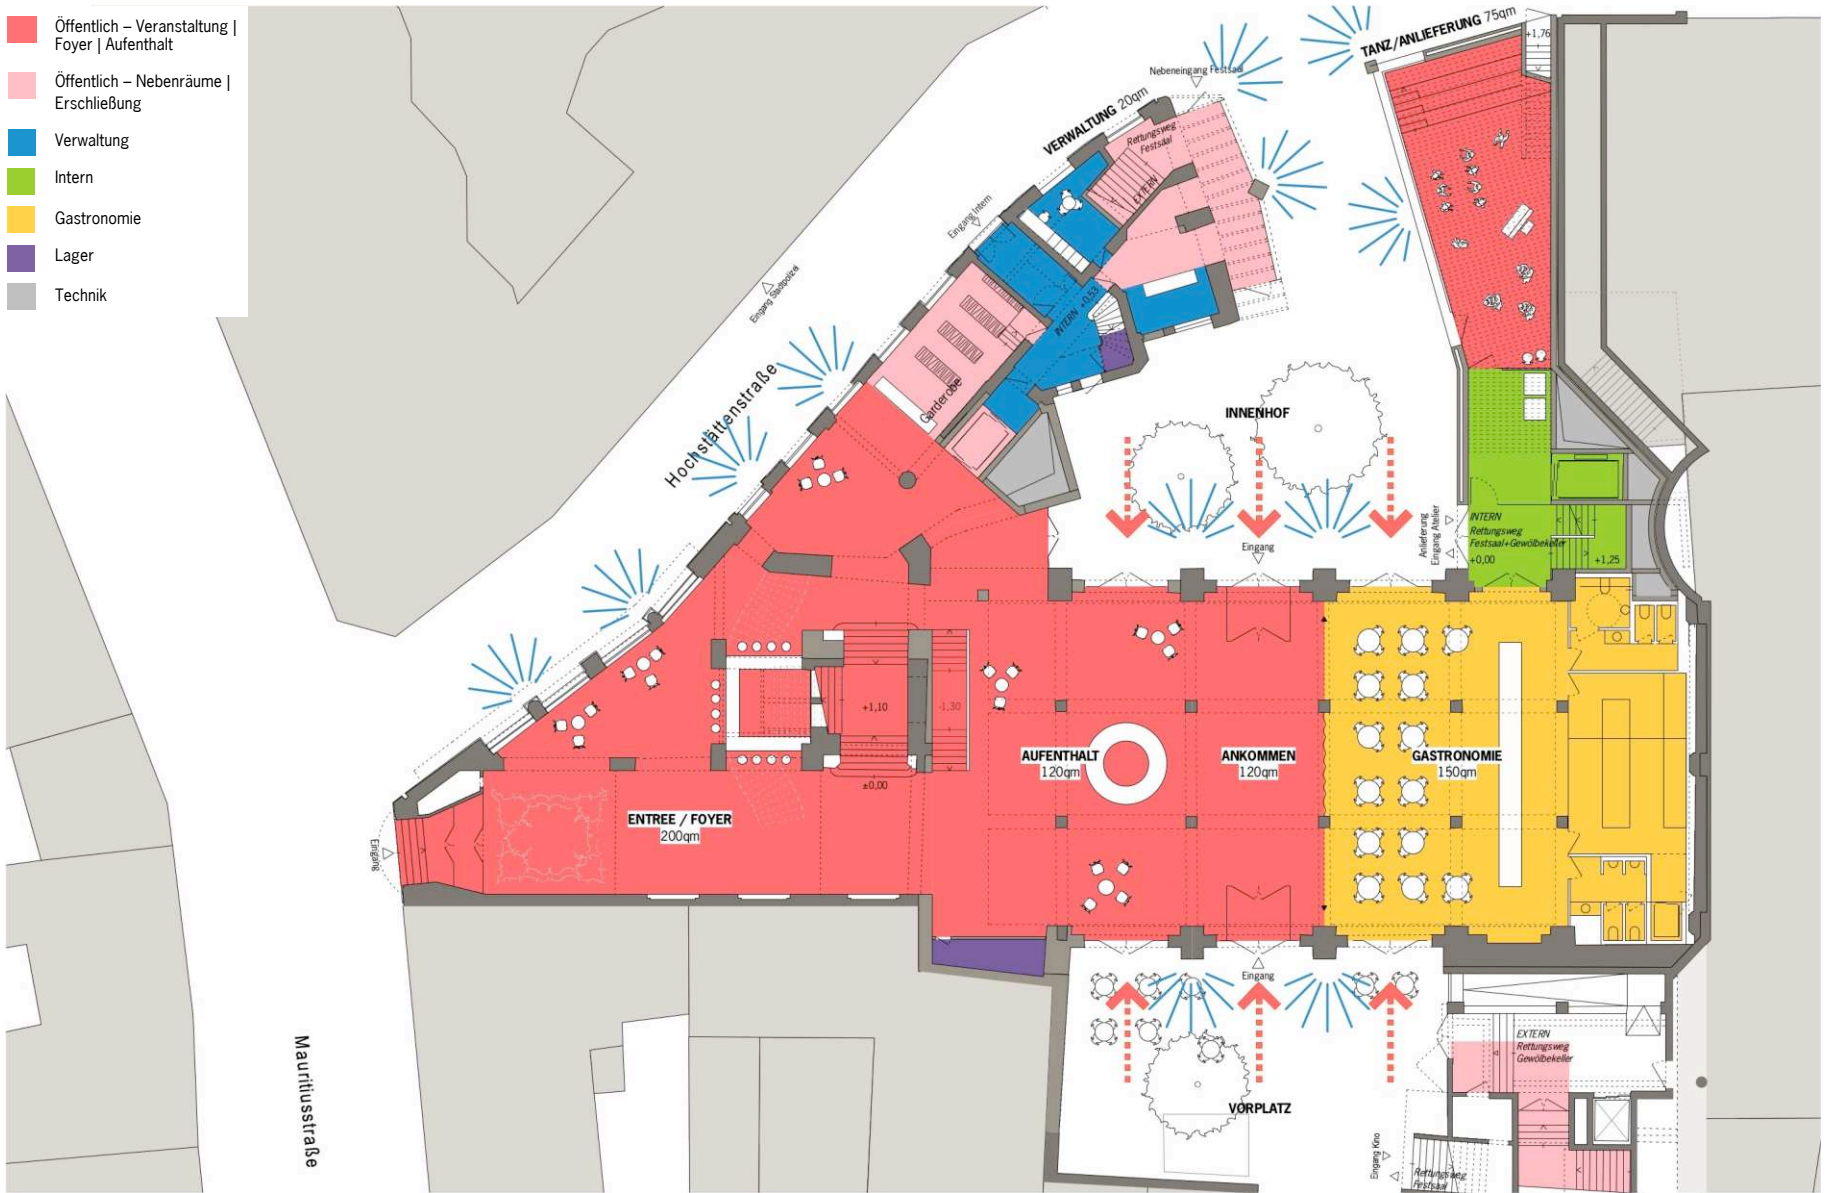 Öffentlich – Veranstaltung |
Foyer | Aufenthalt
Öffentlich – Nebenräume |
Erschließung
Verwaltung
Intern
Gastronomie
Lager
Technik
TANZ/ANLIEFERUNG 75qm
+1,76
Nebeneingang Festsaal
VERWALTUNG 20qm
Rettungsweg
Festsaal
EXTERN
Eingang Intern
Eingang Stadtpolizei
INTERN +0,53
Hochstättenstraße
Garderobe
INNENHOF
Eingang
Anlieferung
Eingang Atelier
INTERN
Rettungsweg
Festsaal+Gewölbekeller
+0,00
+1,25
+1,10
-1,30
±0,00
AUFENTHALT
120qm
ANKOMMEN
120qm
GASTRONOMIE
150qm
ENTREE / FOYER
200qm
Eingang
Eingang
EXTERN
Rettungsweg
Gewölbekeller
VORPLATZ
Eingang Kino
Rettungsweg
Festsaal
Mauritiusstraße